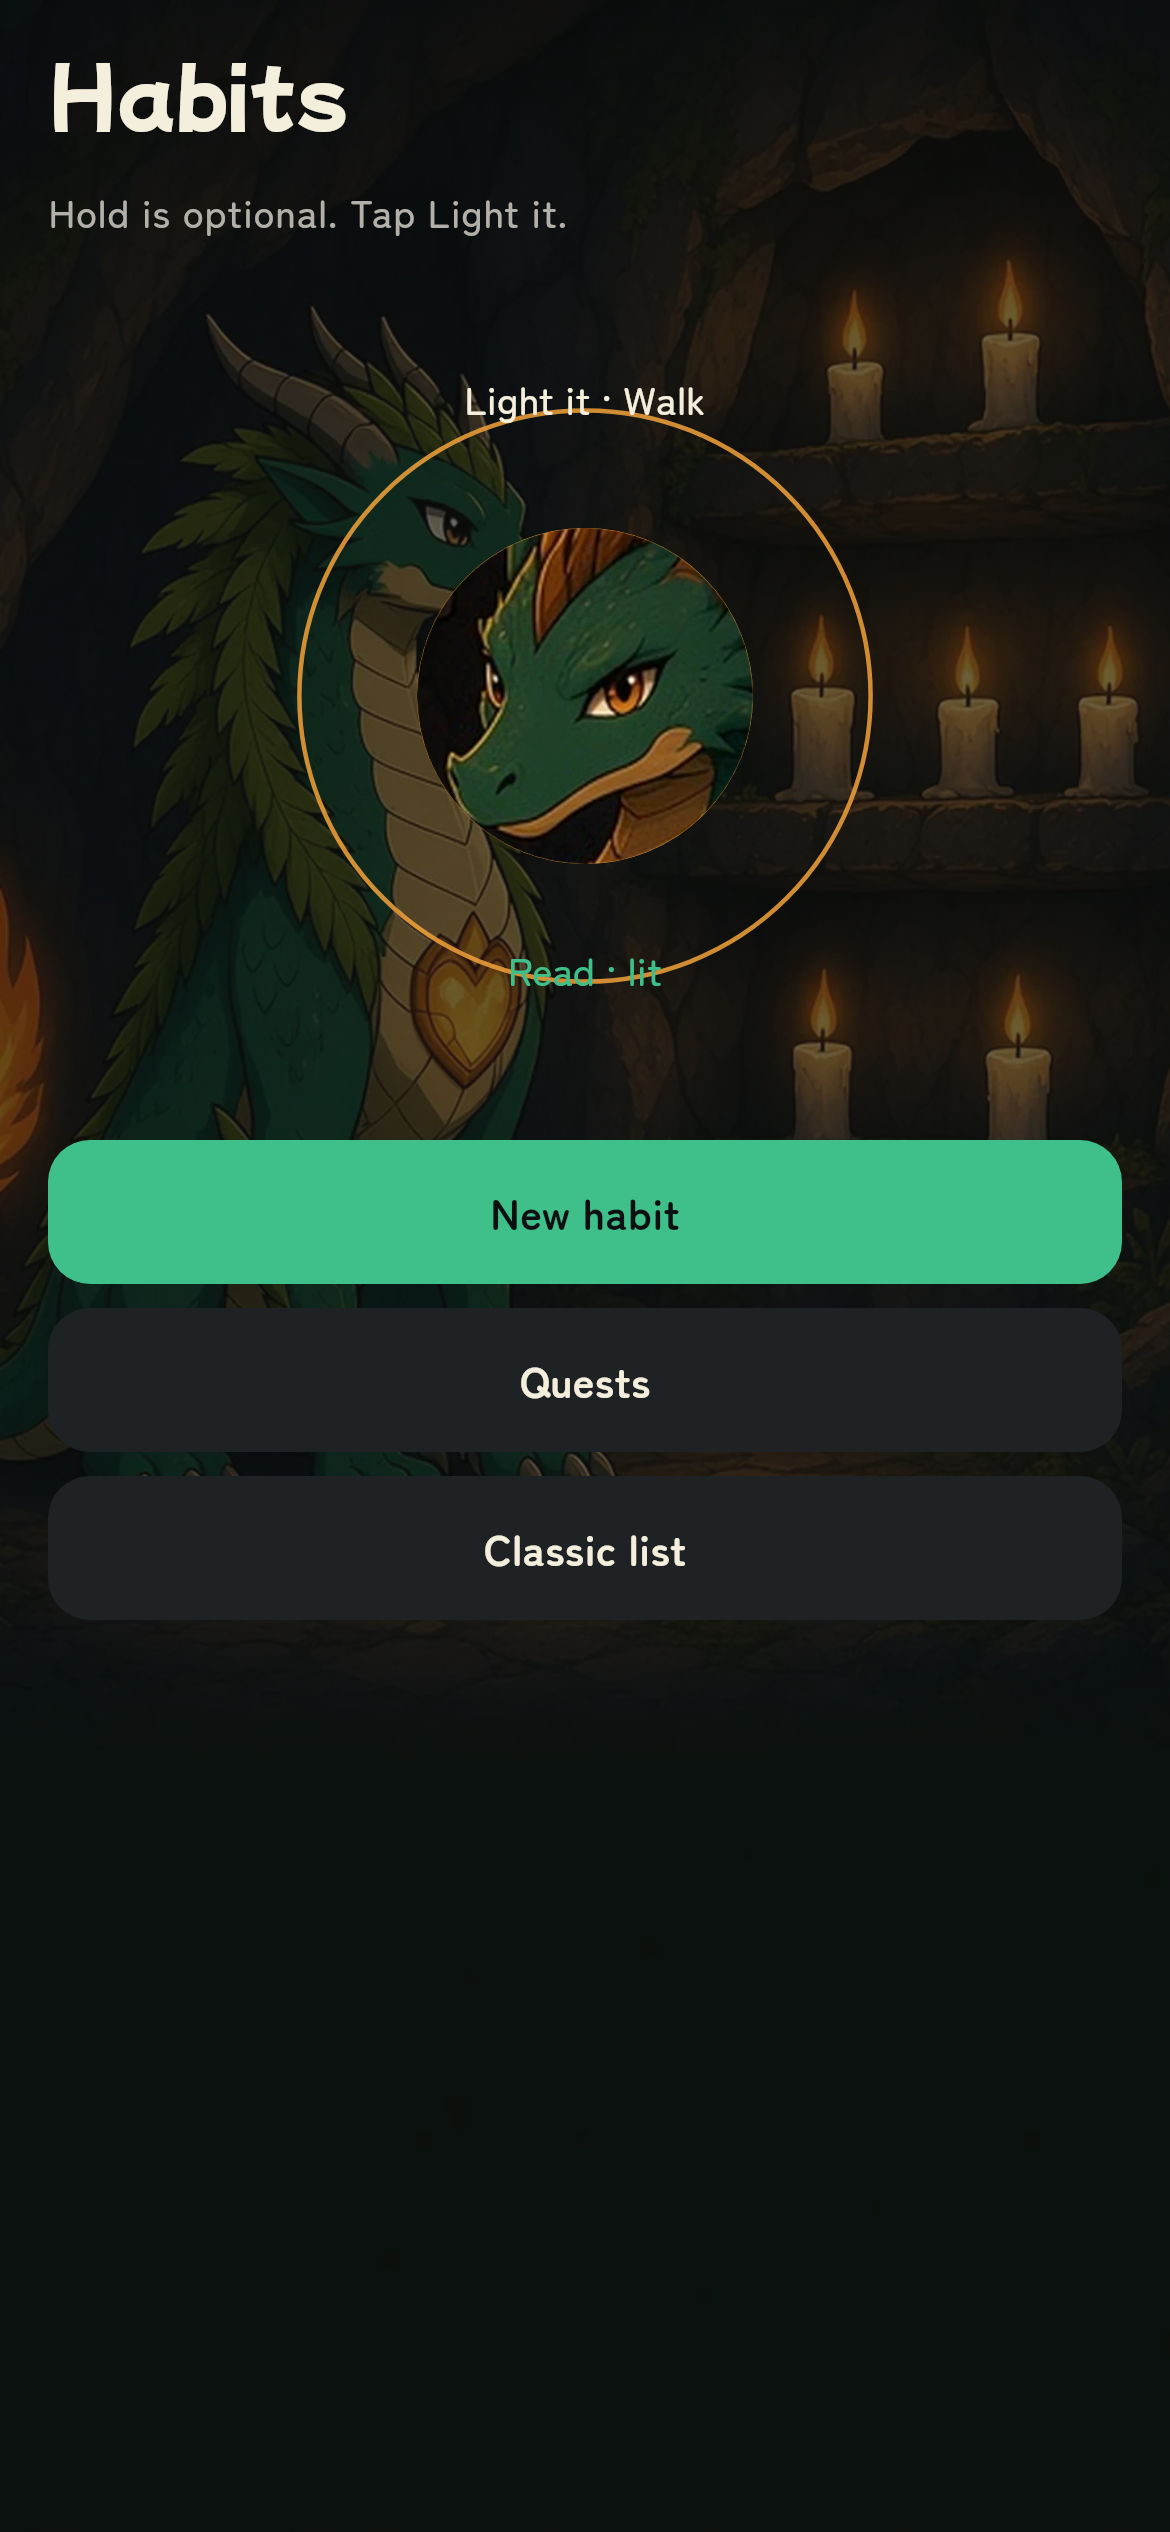 Habits
Hold is optional. Tap Light it.
Light it · Walk
Read · lit
New habit
Quests
Classic list